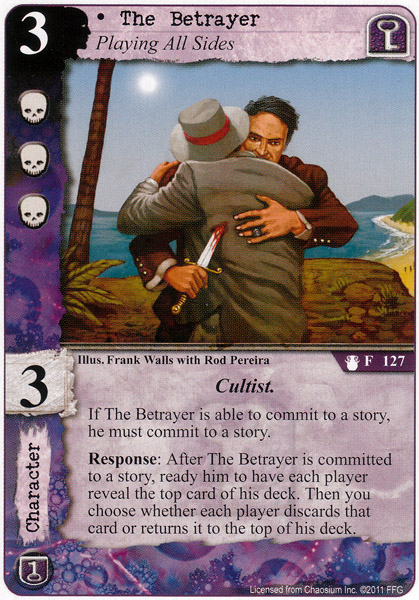 3
• The Betrayer
Playing All Sides
Illus. Frank Walls with Rod Pereira
F 127
3
Cultist.
If The Betrayer is able to commit to a story,
he must commit to a story.
Response: After The Betrayer is committed
to a story, ready him to have each player
reveal the top card of his deck. Then you
choose whether each player discards that
card or returns it to the top of his deck.
Character
1
Licensed from Chaosium Inc. ©2011 FFG